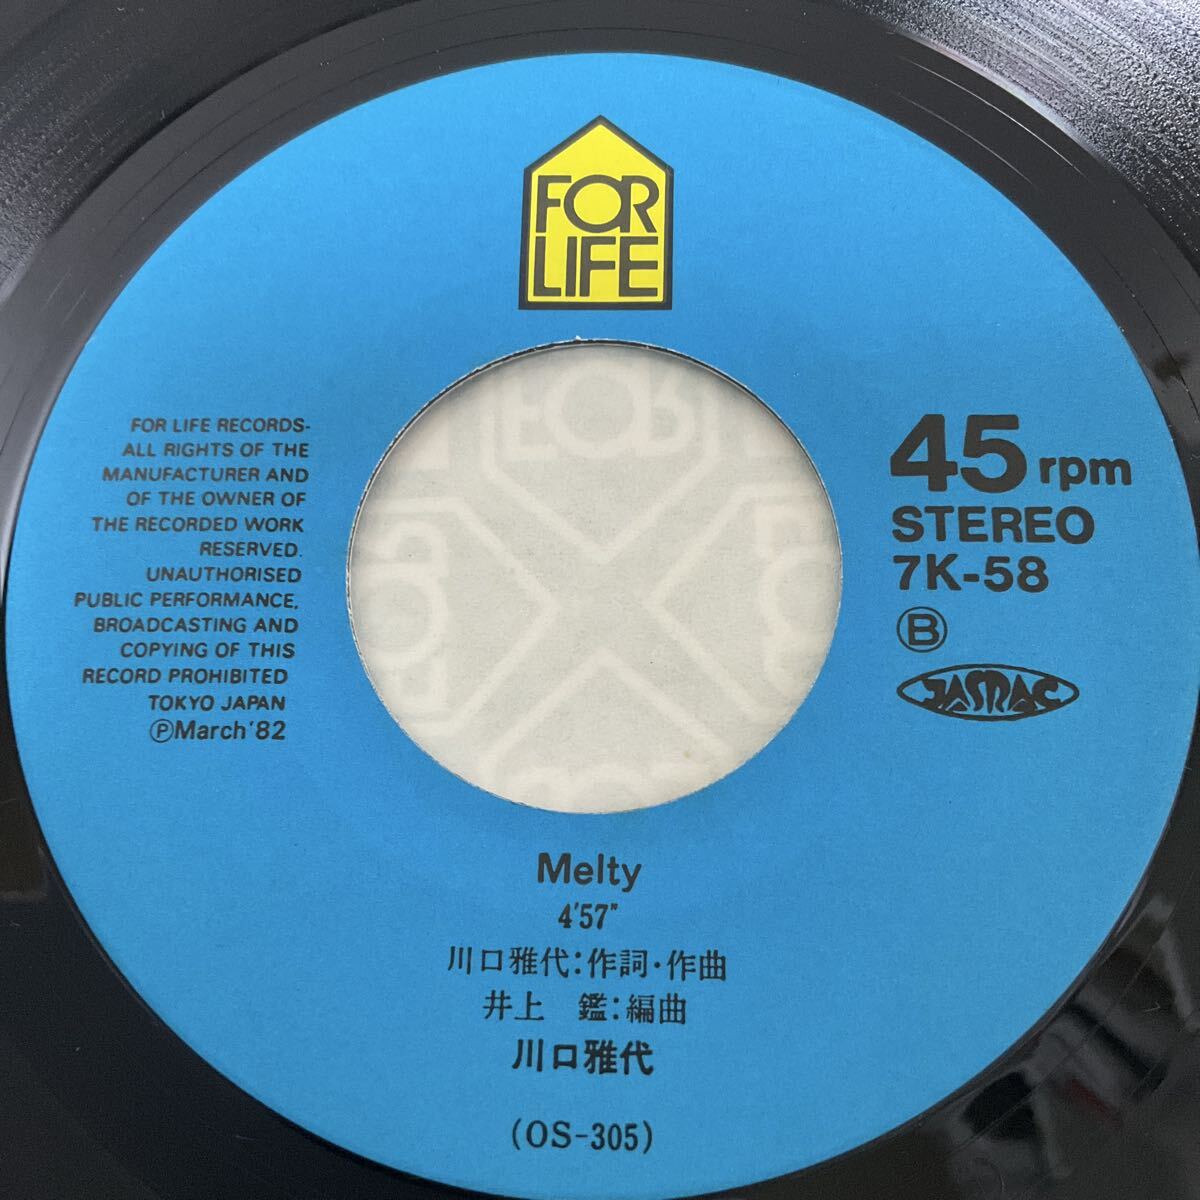 FOR
LIFE
FOR LIFE RECORDS-
ALL RIGHTS OF THE
MANUFACTURER AND
OF THE OWNER OF
THE RECORDED WORK
RESERVED.
UNAUTHORISED
PUBLIC PERFORMANCE,
BROADCASTING AND
COPYING OF THIS
RECORD PROHIBITED
TOKYO JAPAN
ⓅMarch'82
45 rpm
STEREO
7K-58
Ⓑ
JASRAC
Melty
4'57"
川口雅代:作詞・作曲
井上 鑑:編曲
川口雅代
(OS-305)